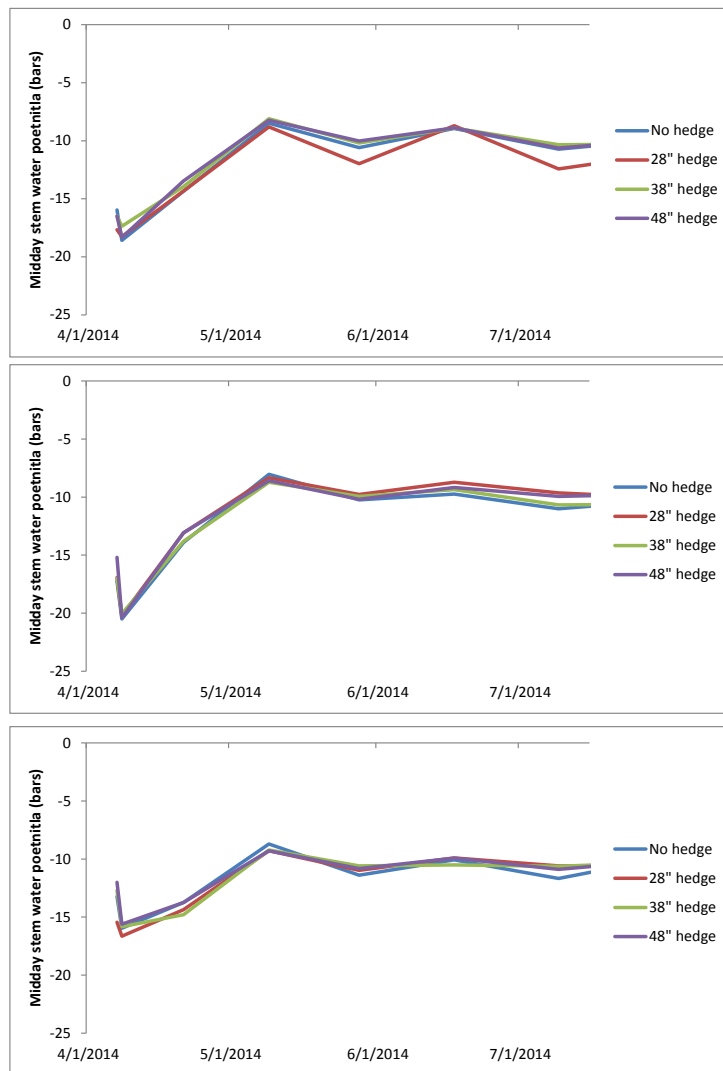 Midday stem water poetnitla (bars)
0
-5
-10
-15
-20
-25
4/1/2014 5/1/2014 6/1/2014 7/1/2014
No hedge
28" hedge
38" hedge
48" hedge
Midday stem water poetnitla (bars)
0
-5
-10
-15
-20
-25
4/1/2014 5/1/2014 6/1/2014 7/1/2014
No hedge
28" hedge
38" hedge
48" hedge
Midday stem water poetnitla (bars)
0
-5
-10
-15
-20
-25
4/1/2014 5/1/2014 6/1/2014 7/1/2014
No hedge
28" hedge
38" hedge
48" hedge